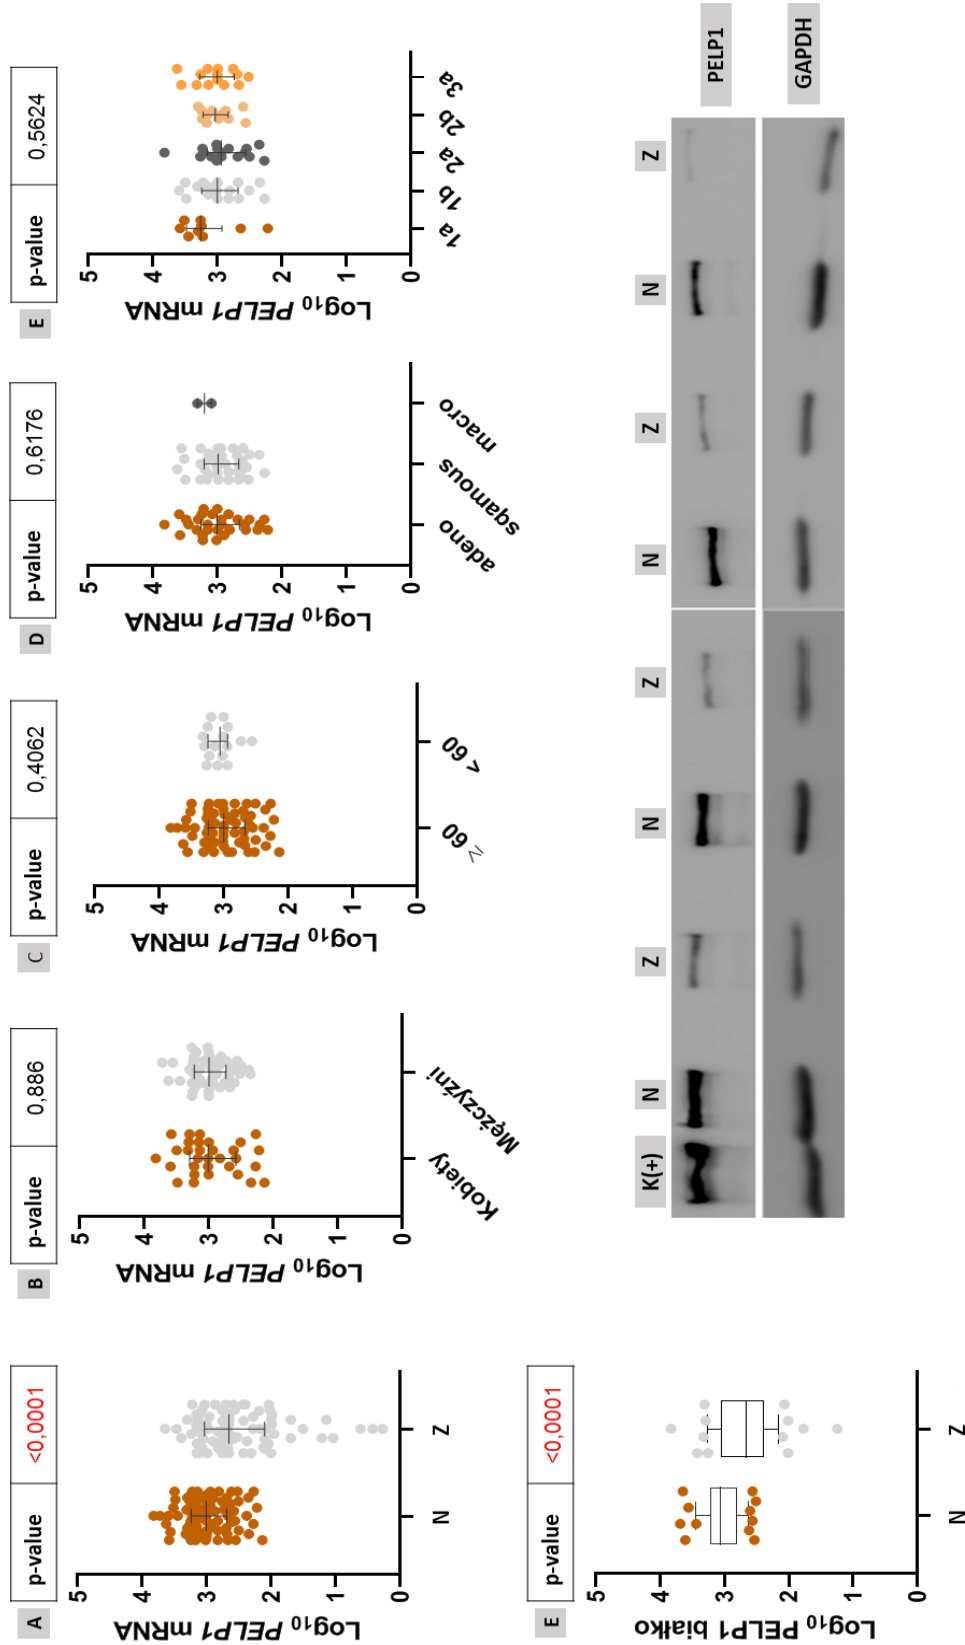 A
p-value <0,0001
Log10 PELP1 mRNA
5
4
3
2
1
0
N Z
B
p-value 0,886
Log10 PELP1 mRNA
5
4
3
2
1
0
Kobiety Mężczyźni
C
p-value 0,4062
Log10 PELP1 mRNA
5
4
3
2
1
0
≥ 60 < 60
D
p-value 0,6176
Log10 PELP1 mRNA
5
4
3
2
1
0
adeno sqamous macro
E
p-value 0,5624
Log10 PELP1 mRNA
5
4
3
2
1
0
1a 1b 2a 2b 3a
E
p-value <0,0001
Log10 PELP1 białko
5
4
3
2
1
0
N Z
K(+) N Z N Z N Z N Z
PELP1
GAPDH